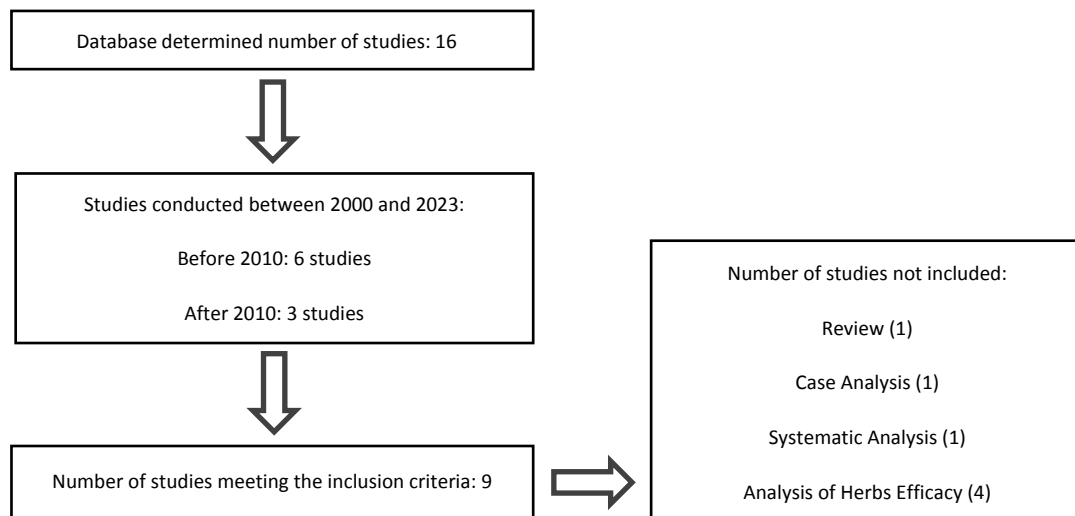 Database determined number of studies: 16
Studies conducted between 2000 and 2023:
Before 2010: 6 studies
After 2010: 3 studies
Number of studies meeting the inclusion criteria: 9
Number of studies not included:
Review (1)
Case Analysis (1)
Systematic Analysis (1)
Analysis of Herbs Efficacy (4)